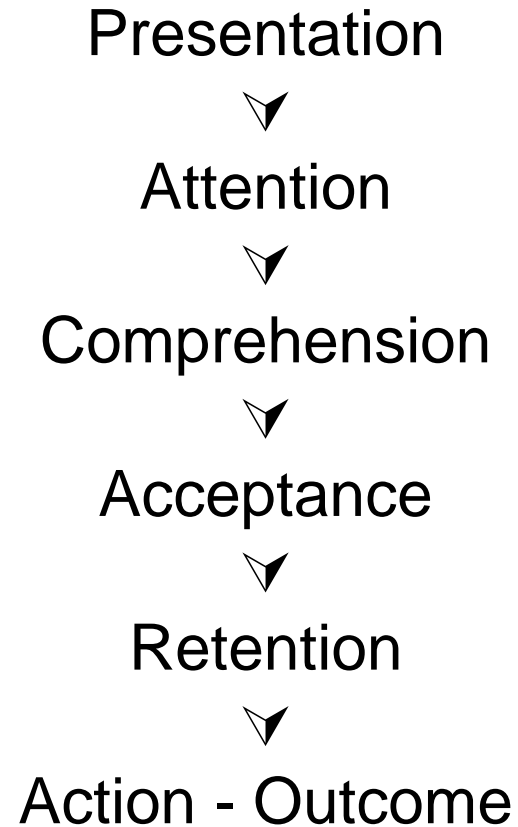 Presentation
Attention
Comprehension
Acceptance
Retention
Action - Outcome